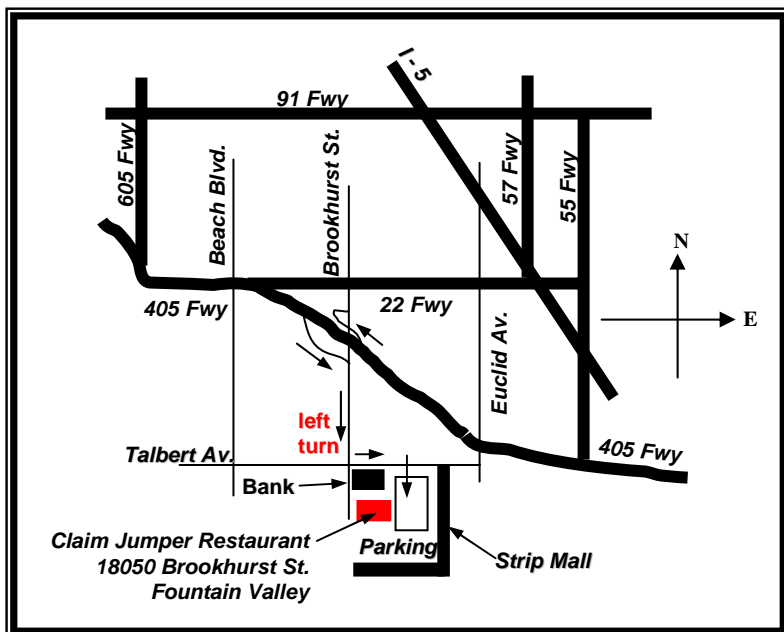 I - 5
91 Fwy
605 Fwy
Beach Blvd.
Brookhurst St.
57 Fwy
55 Fwy
N
E
405 Fwy
22 Fwy
Euclid Av.
left
turn
405 Fwy
Talbert Av.
Bank
Claim Jumper Restaurant
18050 Brookhurst St.
Fountain Valley
Parking
Strip Mall